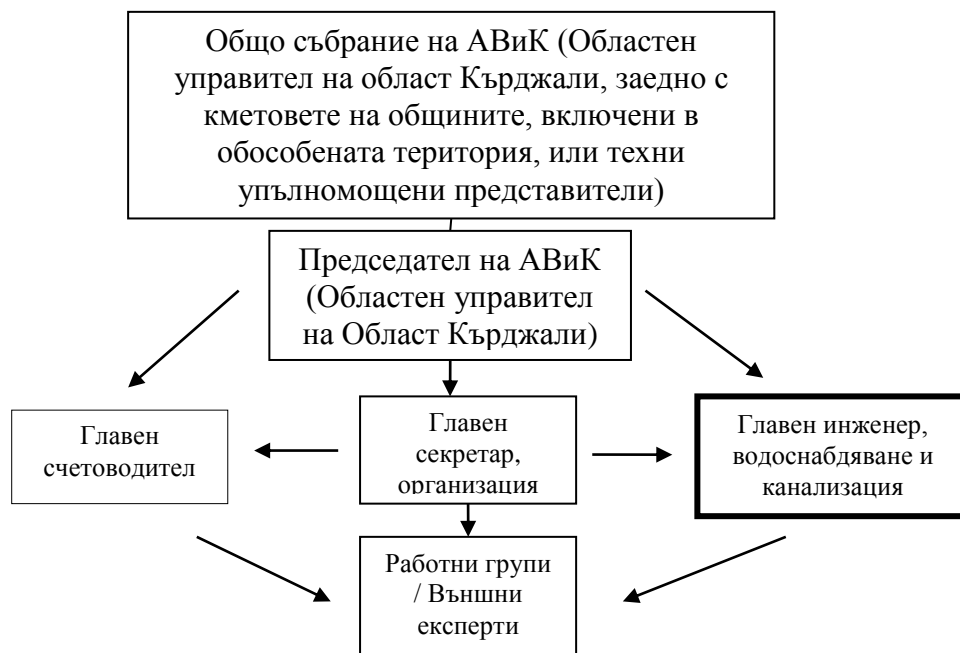 Общо събрание на АВиК (Областен
управител на област Кърджали, заедно с
кметовете на общините, включени в
обособената територия, или техни
упълномощени представители)
Председател на АВиК
(Областен управител
на Област Кърджали)
Главен
счетоводител
Главен
секретар,
организация
Главен инженер,
водоснабдяване и
канализация
Работни групи
/ Външни
експерти